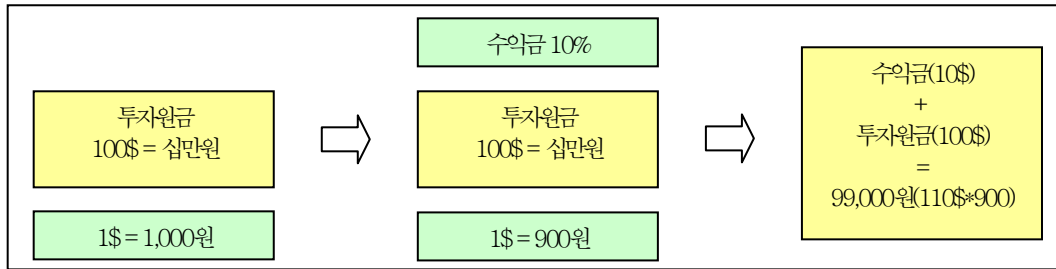 투자원금
100$ = 십만원
1$ = 1,000원
수익금 10%
투자원금
100$ = 십만원
1$ = 900원
수익금(10$)
+
투자원금(100$)
=
99,000원(110$*900)